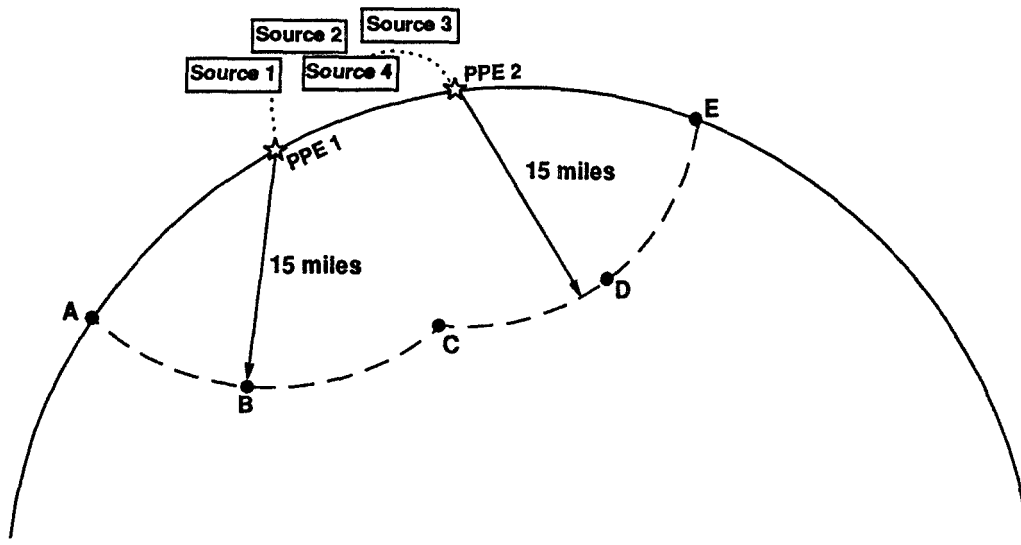 Source 3
Source 2
Source 1
Source 4
PPE 2
E
PPE 1
15 miles
15 miles
A
D
C
B